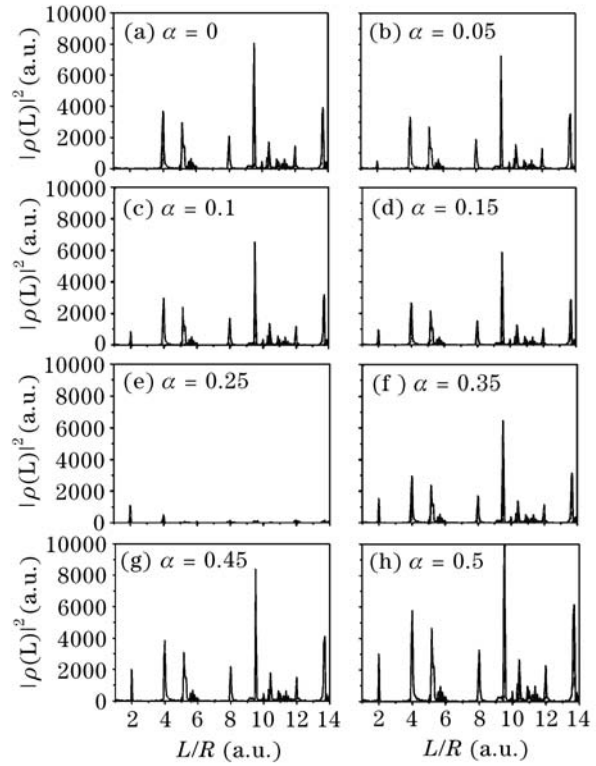 10000
8000
6000
4000
2000
0
|ρ(L)|² (a.u.)
(a) α = 0
(b) α = 0.05
10000
8000
6000
4000
2000
0
|ρ(L)|² (a.u.)
(c) α = 0.1
(d) α = 0.15
10000
8000
6000
4000
2000
0
|ρ(L)|² (a.u.)
(e) α = 0.25
(f ) α = 0.35
10000
8000
6000
4000
2000
0
|ρ(L)|² (a.u.)
(g) α = 0.45
(h) α = 0.5
2 4 6 8 10 12 14
2 4 6 8 10 12 14
L/R (a.u.)
L/R (a.u.)